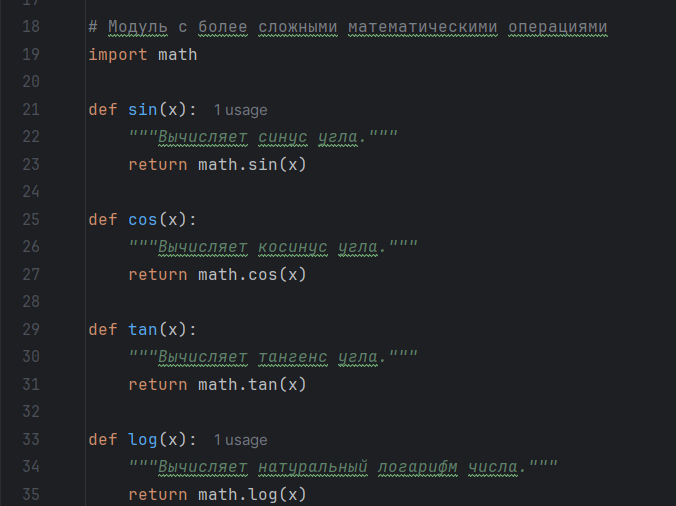 18 # Модуль с более сложными математическими операциями
19 import math
20
21 def sin(x): 1 usage
22 """Вычисляет синус угла."""
23 return math.sin(x)
24
25 def cos(x):
26 """Вычисляет косинус угла."""
27 return math.cos(x)
28
29 def tan(x):
30 """Вычисляет тангенс угла."""
31 return math.tan(x)
32
33 def log(x): 1 usage
34 """Вычисляет натуральный логарифм числа."""
35 return math.log(x)